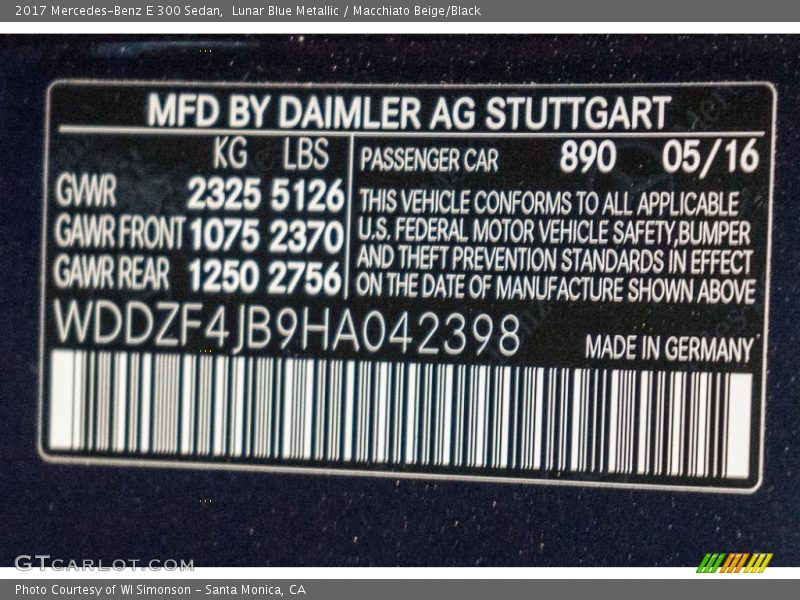 2017 Mercedes-Benz E 300 Sedan,  Lunar Blue Metallic / Macchiato Beige/Black
MFD BY DAIMLER AG STUTTGART
KG LBS
GVWR 2325 5126
GAWR FRONT 1075 2370
GAWR REAR 1250 2756
PASSENGER CAR 890 05/16
THIS VEHICLE CONFORMS TO ALL APPLICABLE
U.S. FEDERAL MOTOR VEHICLE SAFETY,BUMPER
AND THEFT PREVENTION STANDARDS IN EFFECT
ON THE DATE OF MANUFACTURE SHOWN ABOVE
WDDZF4JB9HA042398
MADE IN GERMANY
GTcarlot.com
Photo Courtesy of WI Simonson - Santa Monica, CA